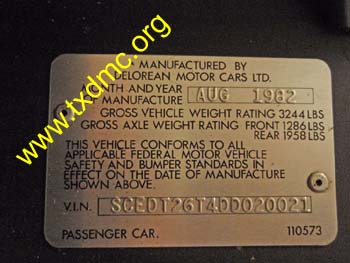 MANUFACTURED BY
DELOREAN MOTOR CARS LTD.
MONTH AND YEAR
OF MANUFACTURE AUG 1982
GROSS VEHICLE WEIGHT RATING 3244 LBS
GROSS AXLE WEIGHT RATING FRONT 1286 LBS
REAR 1958 LBS
THIS VEHICLE CONFORMS TO ALL
APPLICABLE FEDERAL MOTOR VEHICLE
SAFETY AND BUMPER STANDARDS IN
EFFECT ON THE DATE OF MANUFACTURE
SHOWN ABOVE.
V.I.N. SCEDT26T4DD020021
PASSENGER CAR. 110573
www.txdmc.org